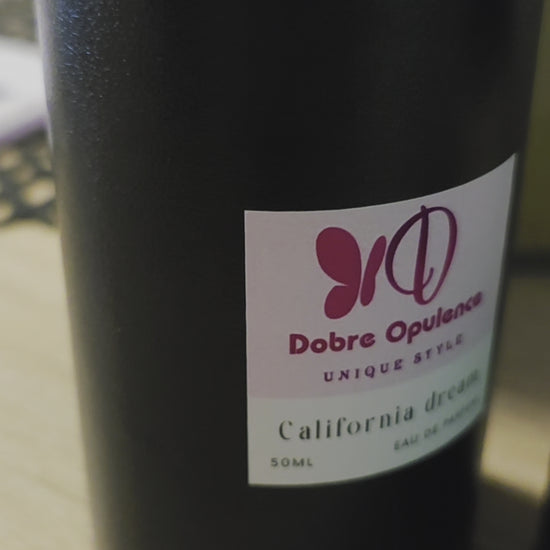 D
Dobre Opulence
UNIQUE STYLE
California dream
EAU DE PARFUM
50ML